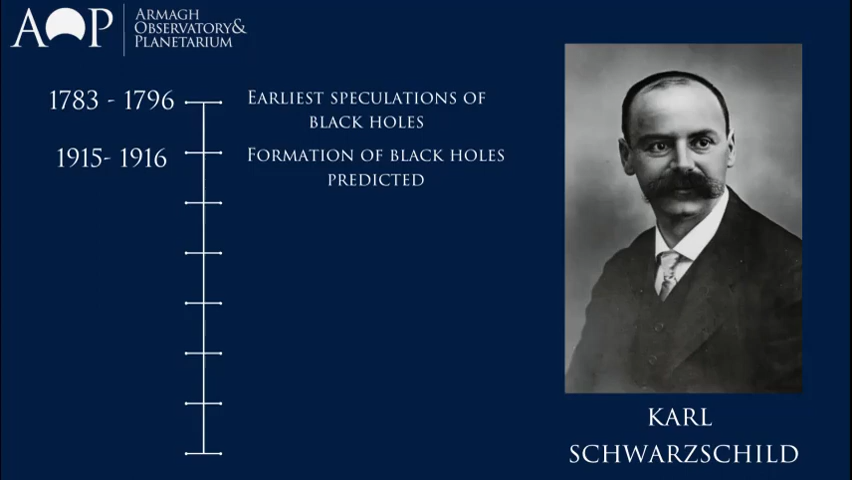 AOP
Armagh
Observatory&
Planetarium
1783 - 1796
Earliest speculations of
black holes
1915- 1916
Formation of black holes
predicted
KARL
SCHWARZSCHILD